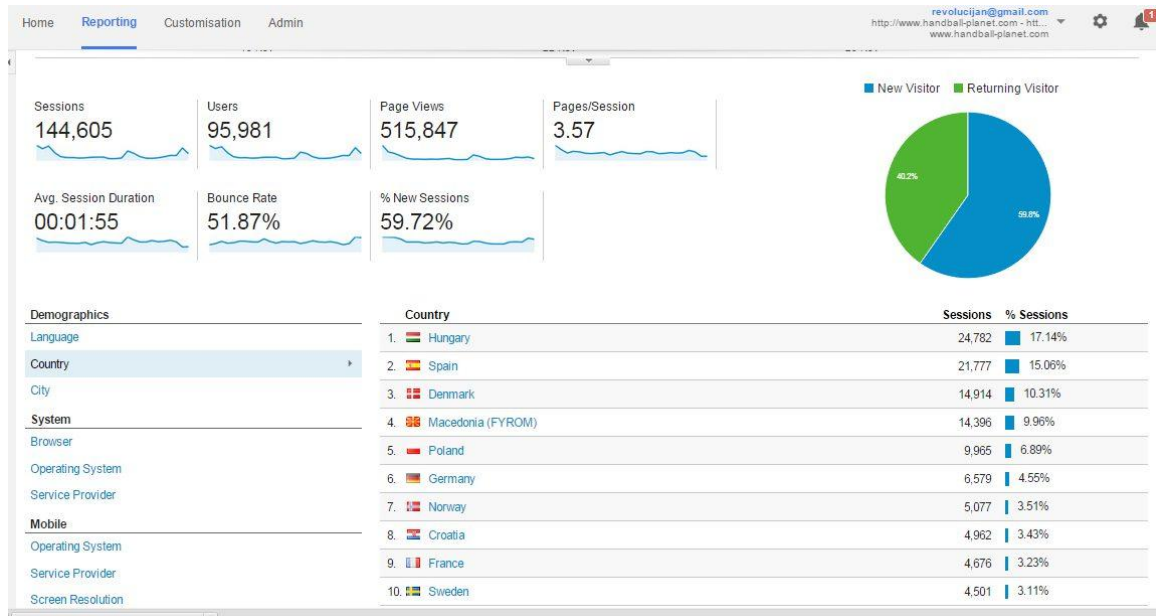 Home Reporting Customisation Admin
revolucijan@gmail.com
http://www.handball-planet.com - htt...
www.handball-planet.com
1
New Visitor Returning Visitor
Sessions Users Page Views Pages/Session
144,605 95,981 515,847 3.57
40.2%
59.8%
Avg. Session Duration Bounce Rate % New Sessions
00:01:55 51.87% 59.72%
Demographics
Language
Country
City
System
Browser
Operating System
Service Provider
Mobile
Operating System
Service Provider
Screen Resolution
Country Sessions % Sessions
1. Hungary 24,782 17.14%
2. Spain 21,777 15.06%
3. Denmark 14,914 10.31%
4. Macedonia (FYROM) 14,396 9.96%
5. Poland 9,965 6.89%
6. Germany 6,579 4.55%
7. Norway 5,077 3.51%
8. Croatia 4,962 3.43%
9. France 4,676 3.23%
10. Sweden 4,501 3.11%